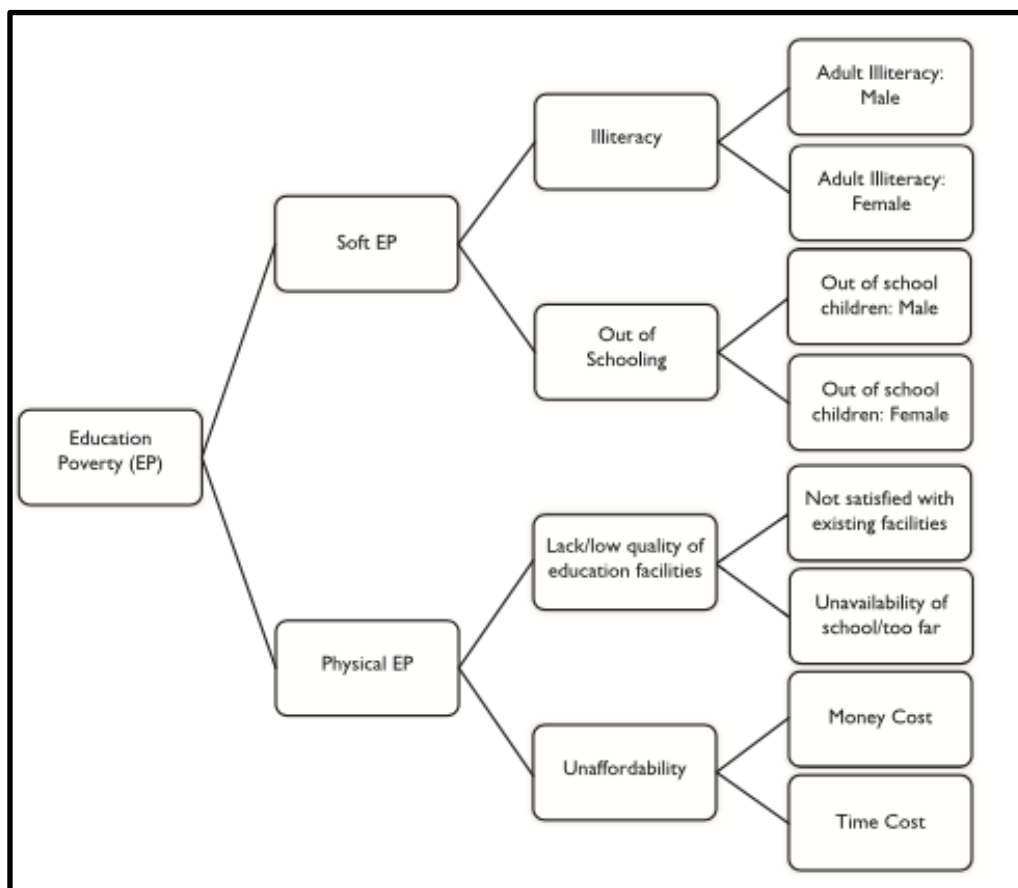 Education
Poverty (EP)
Soft EP
Physical EP
Illiteracy
Out of
Schooling
Lack/low quality of
education facilities
Unaffordability
Adult Illiteracy:
Male
Adult Illiteracy:
Female
Out of school
children: Male
Out of school
children: Female
Not satisfied with
existing facilities
Unavailability of
school/too far
Money Cost
Time Cost